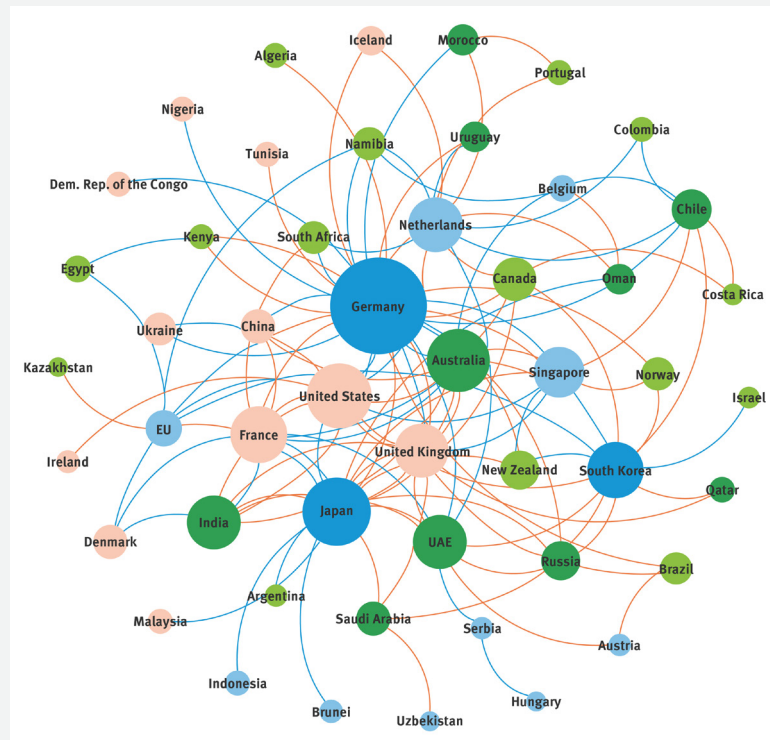 Iceland
Morocco
Algeria
Portugal
Nigeria
Colombia
Uruguay
Namibia
Tunisia
Dem. Rep. of the Congo
Belgium
Chile
Netherlands
Kenya
South Africa
Egypt
Canada
Oman
Costa Rica
Germany
Ukraine
China
Australia
Kazakhstan
Singapore
Norway
United States
Israel
EU
France
United Kingdom
Ireland
New Zealand
South Korea
Qatar
Japan
India
Denmark
UAE
Russia
Brazil
Argentina
Malaysia
Saudi Arabia
Serbia
Austria
Indonesia
Hungary
Brunei
Uzbekistan